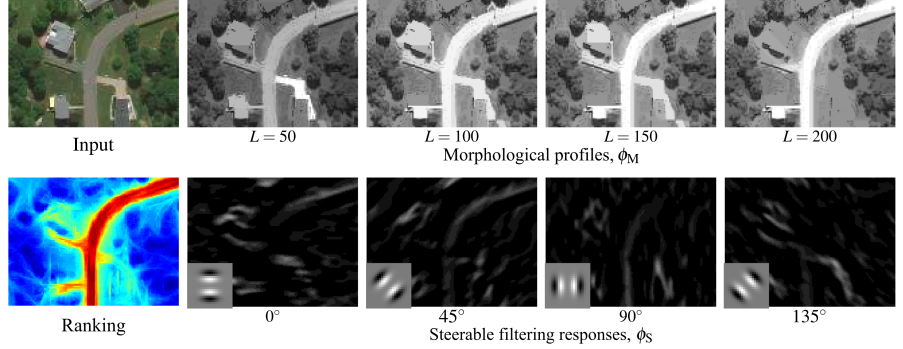 Input
L = 50
L = 100
L = 150
L = 200
Morphological profiles, ϕM
Ranking
0°
45°
90°
135°
Steerable filtering responses, ϕS